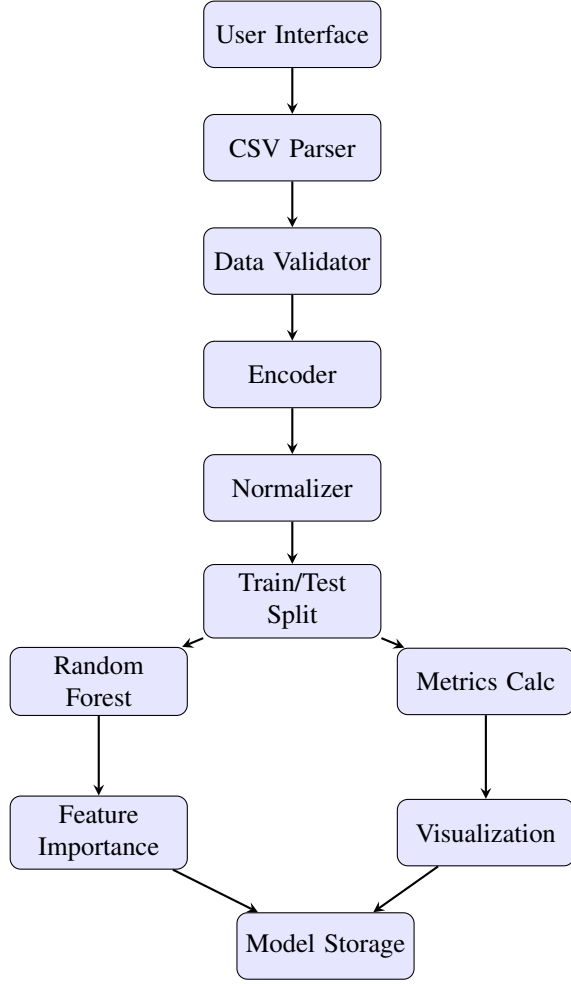 User Interface
CSV Parser
Data Validator
Encoder
Normalizer
Train/Test
Split
Random
Forest
Metrics Calc
Feature
Importance
Visualization
Model Storage